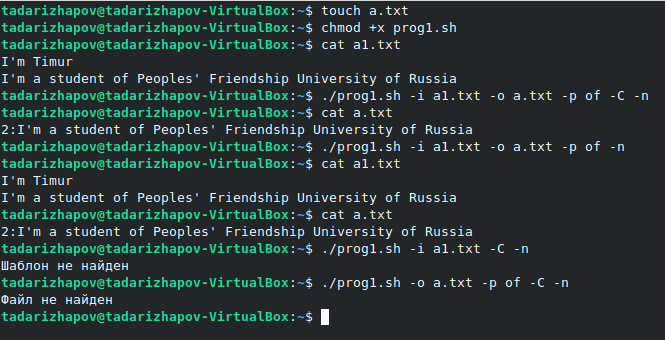 tadarizhapov@tadarizhapov-VirtualBox:~$ touch a.txt
tadarizhapov@tadarizhapov-VirtualBox:~$ chmod +x prog1.sh
tadarizhapov@tadarizhapov-VirtualBox:~$ cat a1.txt
I'm Timur
I'm a student of Peoples' Friendship University of Russia
tadarizhapov@tadarizhapov-VirtualBox:~$ ./prog1.sh -i a1.txt -o a.txt -p of -C -n
tadarizhapov@tadarizhapov-VirtualBox:~$ cat a.txt
2:I'm a student of Peoples' Friendship University of Russia
tadarizhapov@tadarizhapov-VirtualBox:~$ ./prog1.sh -i a1.txt -o a.txt -p of -n
tadarizhapov@tadarizhapov-VirtualBox:~$ cat a1.txt
I'm Timur
I'm a student of Peoples' Friendship University of Russia
tadarizhapov@tadarizhapov-VirtualBox:~$ cat a.txt
2:I'm a student of Peoples' Friendship University of Russia
tadarizhapov@tadarizhapov-VirtualBox:~$ ./prog1.sh -i a1.txt -C -n
Шаблон не найден
tadarizhapov@tadarizhapov-VirtualBox:~$ ./prog1.sh -o a.txt -p of -C -n
Файл не найден
tadarizhapov@tadarizhapov-VirtualBox:~$